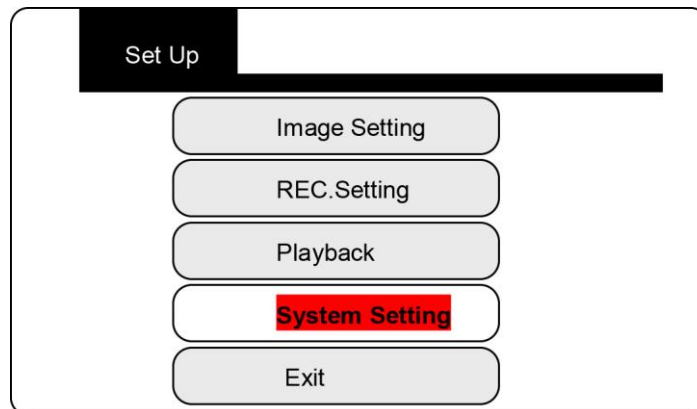 Set Up
Image Setting
REC.Setting
Playback
System Setting
Exit